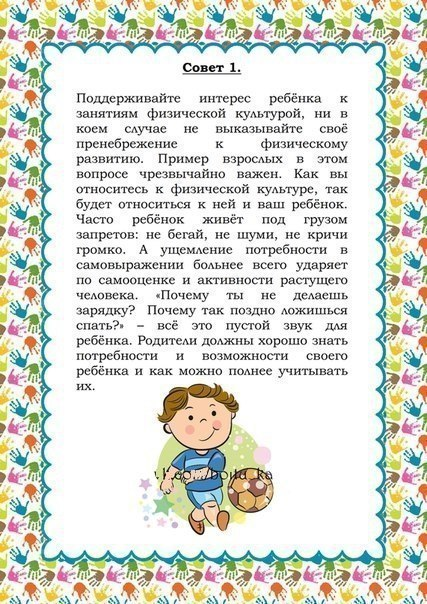 Совет 1.
Поддерживайте интерес ребёнка к
занятиям физической культурой, ни в
коем случае не выказывайте своё
пренебрежение к физическому
развитию. Пример взрослых в этом
вопросе чрезвычайно важен. Как вы
относитесь к физической культуре, так
будет относиться к ней и ваш ребёнок.
Часто ребёнок живёт под грузом
запретов: не бегай, не шуми, не кричи
громко. А ущемление потребности в
самовыражении больнее всего ударяет
по самооценке и активности растущего
человека. «Почему ты не делаешь
зарядку? Почему так поздно ложишься
спать?» – всё это пустой звук для
ребёнка. Родители должны хорошо знать
потребности и возможности своего
ребёнка и как можно полнее учитывать
их.